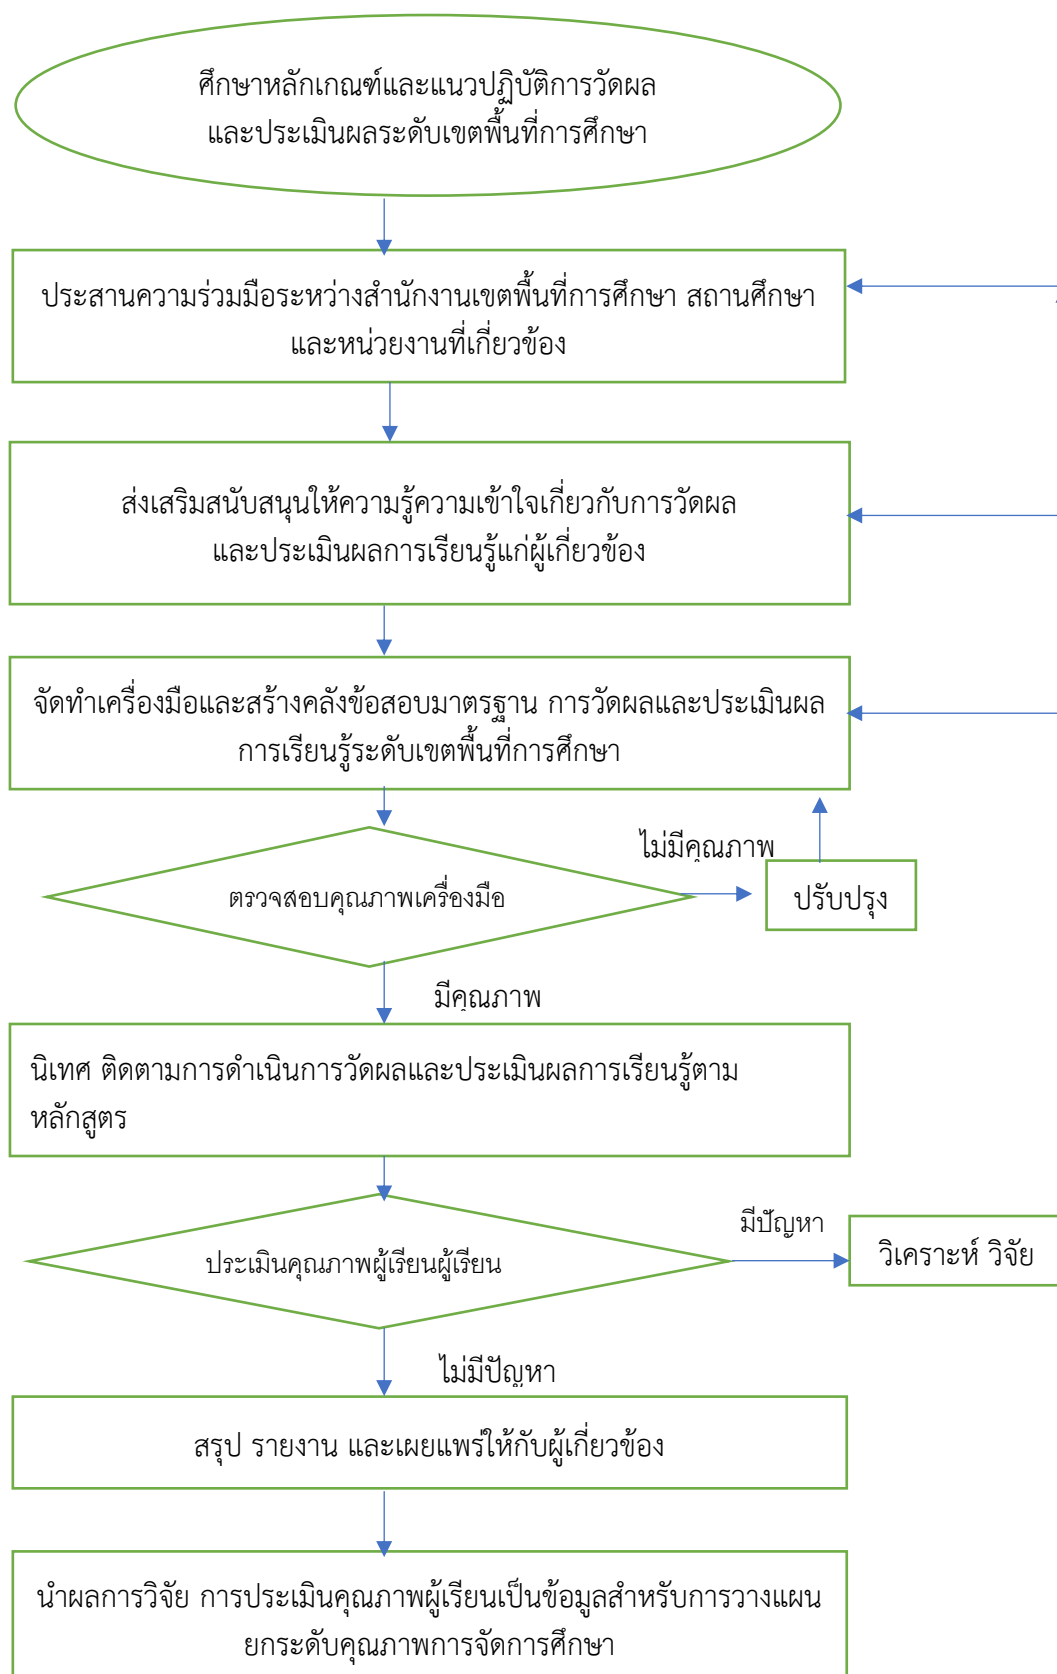 ศึกษาหลักเกณฑ์และแนวปฏิบัติการวัดผล
และประเมินผลระดับเขตพื้นที่การศึกษา
ประสานความร่วมมือระหว่างสำนักงานเขตพื้นที่การศึกษา สถานศึกษา
และหน่วยงานที่เกี่ยวข้อง
ส่งเสริมสนับสนุนให้ความรู้ความเข้าใจเกี่ยวกับการวัดผล
และประเมินผลการเรียนรู้แก่ผู้เกี่ยวข้อง
จัดทำเครื่องมือและสร้างคลังข้อสอบมาตรฐาน การวัดผลและประเมินผล
การเรียนรู้ระดับเขตพื้นที่การศึกษา
ไม่มีคุณภาพ
ตรวจสอบคุณภาพเครื่องมือ
ปรับปรุง
มีคุณภาพ
นิเทศ ติดตามการดำเนินการวัดผลและประเมินผลการเรียนรู้ตาม
หลักสูตร
มีปัญหา
ประเมินคุณภาพผู้เรียนผู้เรียน
วิเคราะห์ วิจัย
ไม่มีปัญหา
สรุป รายงาน และเผยแพร่ให้กับผู้เกี่ยวข้อง
นำผลการวิจัย การประเมินคุณภาพผู้เรียนเป็นข้อมูลสำหรับการวางแผน
ยกระดับคุณภาพการจัดการศึกษา